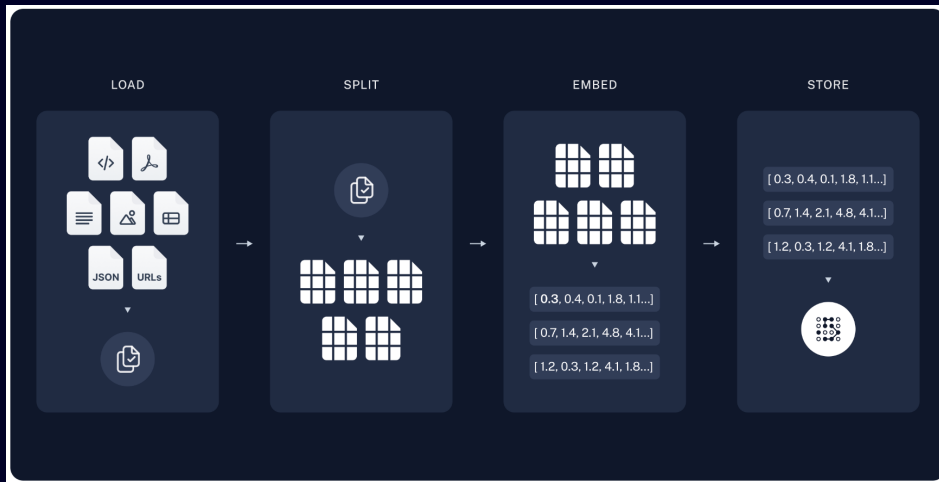 LOAD
</>
JSON
URLs
SPLIT
EMBED
[ 0.3, 0.4, 0.1, 1.8, 1.1...]
[ 0.7, 1.4, 2.1, 4.8, 4.1...]
[ 1.2, 0.3, 1.2, 4.1, 1.8...]
STORE
[ 0.3, 0.4, 0.1, 1.8, 1.1...]
[ 0.7, 1.4, 2.1, 4.8, 4.1...]
[ 1.2, 0.3, 1.2, 4.1, 1.8...]